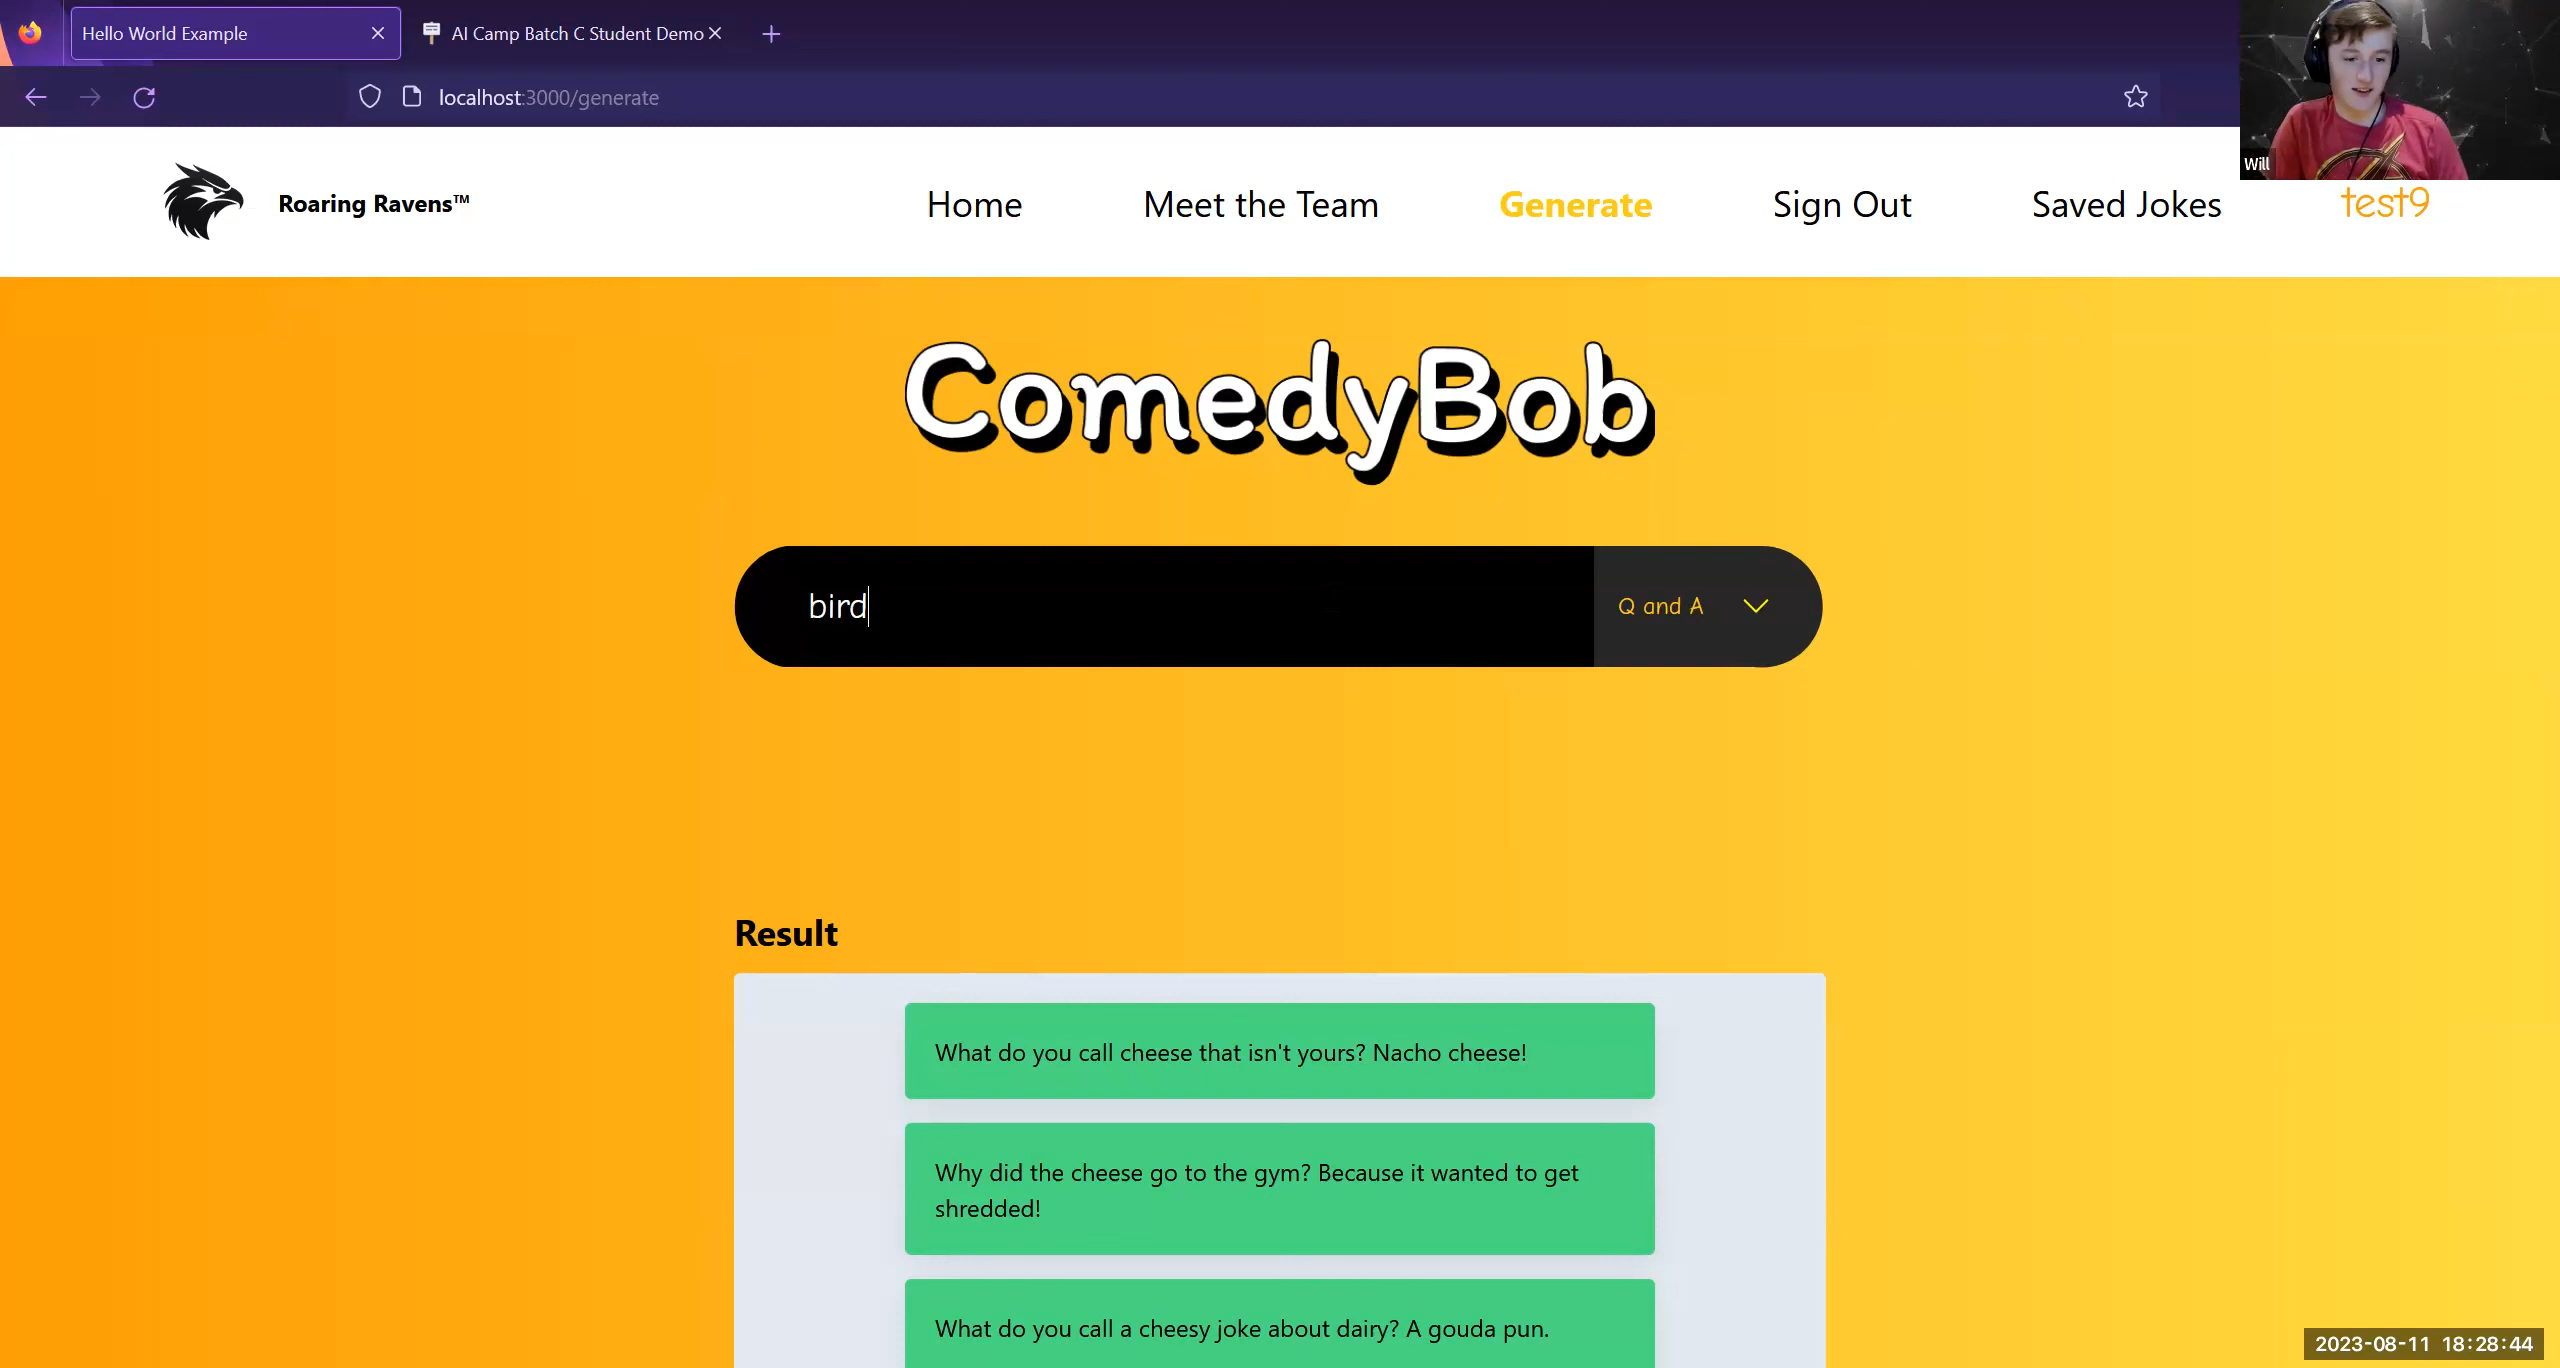 Hello World Example
AI Camp Batch C Student Demo
localhost:3000/generate
Will
Roaring Ravens™
Home
Meet the Team
Generate
Sign Out
Saved Jokes
test9
ComedyBob
bird
Q and A
Result
What do you call cheese that isn't yours? Nacho cheese!
Why did the cheese go to the gym? Because it wanted to get
shredded!
What do you call a cheesy joke about dairy? A gouda pun.
2023-08-11 18:28:44